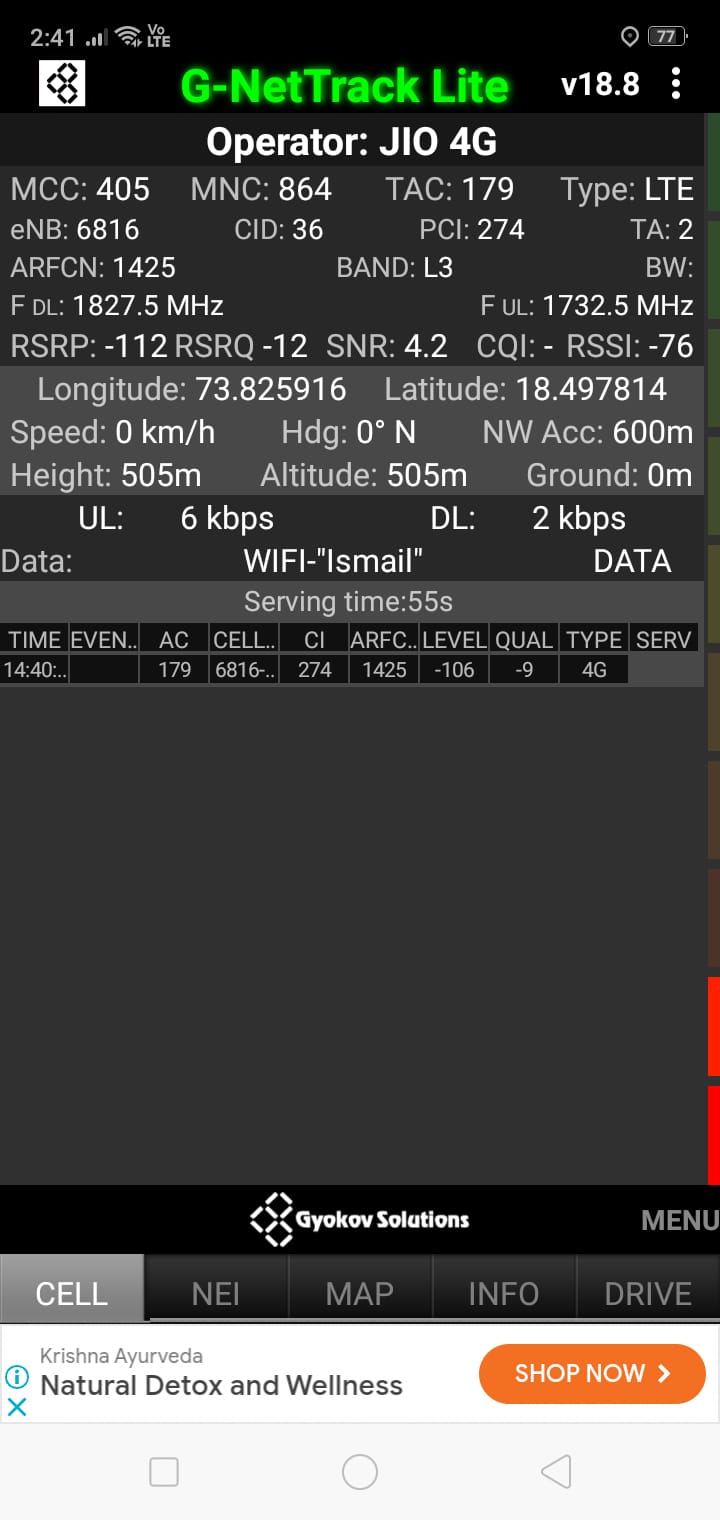 2:41 Vo LTE 77
G-NetTrack Lite v18.8
Operator: JIO 4G
MCC: 405 MNC: 864 TAC: 179 Type: LTE
eNB: 6816 CID: 36 PCI: 274 TA: 2
ARFCN: 1425 BAND: L3 BW:
F DL: 1827.5 MHz F UL: 1732.5 MHz
RSRP: -112 RSRQ -12 SNR: 4.2 CQI: - RSSI: -76
Longitude: 73.825916 Latitude: 18.497814
Speed: 0 km/h Hdg: 0° N NW Acc: 600m
Height: 505m Altitude: 505m Ground: 0m
UL: 6 kbps DL: 2 kbps
Data: WIFI-"Ismail" DATA
Serving time:55s
TIME EVEN.. AC CELL.. CI ARFC.. LEVEL QUAL TYPE SERV
14:40:.. 179 6816-.. 274 1425 -106 -9 4G
Gyokov Solutions MENU
CELL NEI MAP INFO DRIVE
Krishna Ayurveda
Natural Detox and Wellness
SHOP NOW